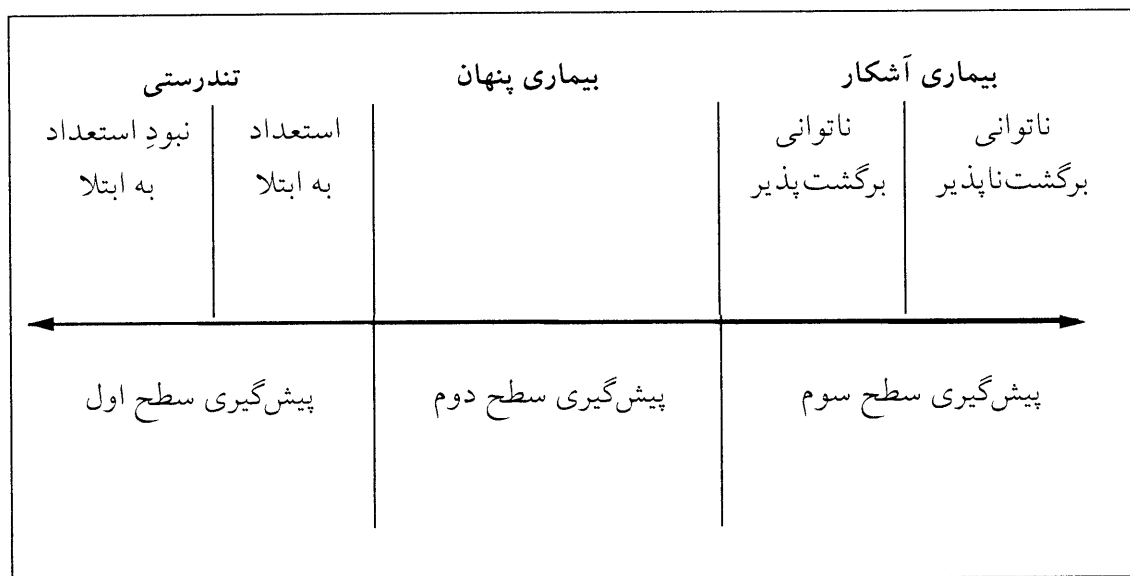 بیماری آشکار
بیماری پنهان
تندرستی
ناتوانی
برگشت‌ناپذیر
ناتوانی
برگشت‌پذیر
استعداد
به ابتلا
نبودِ استعداد
به ابتلا
پیش‌گیری سطح سوم
پیش‌گیری سطح دوم
پیش‌گیری سطح اول